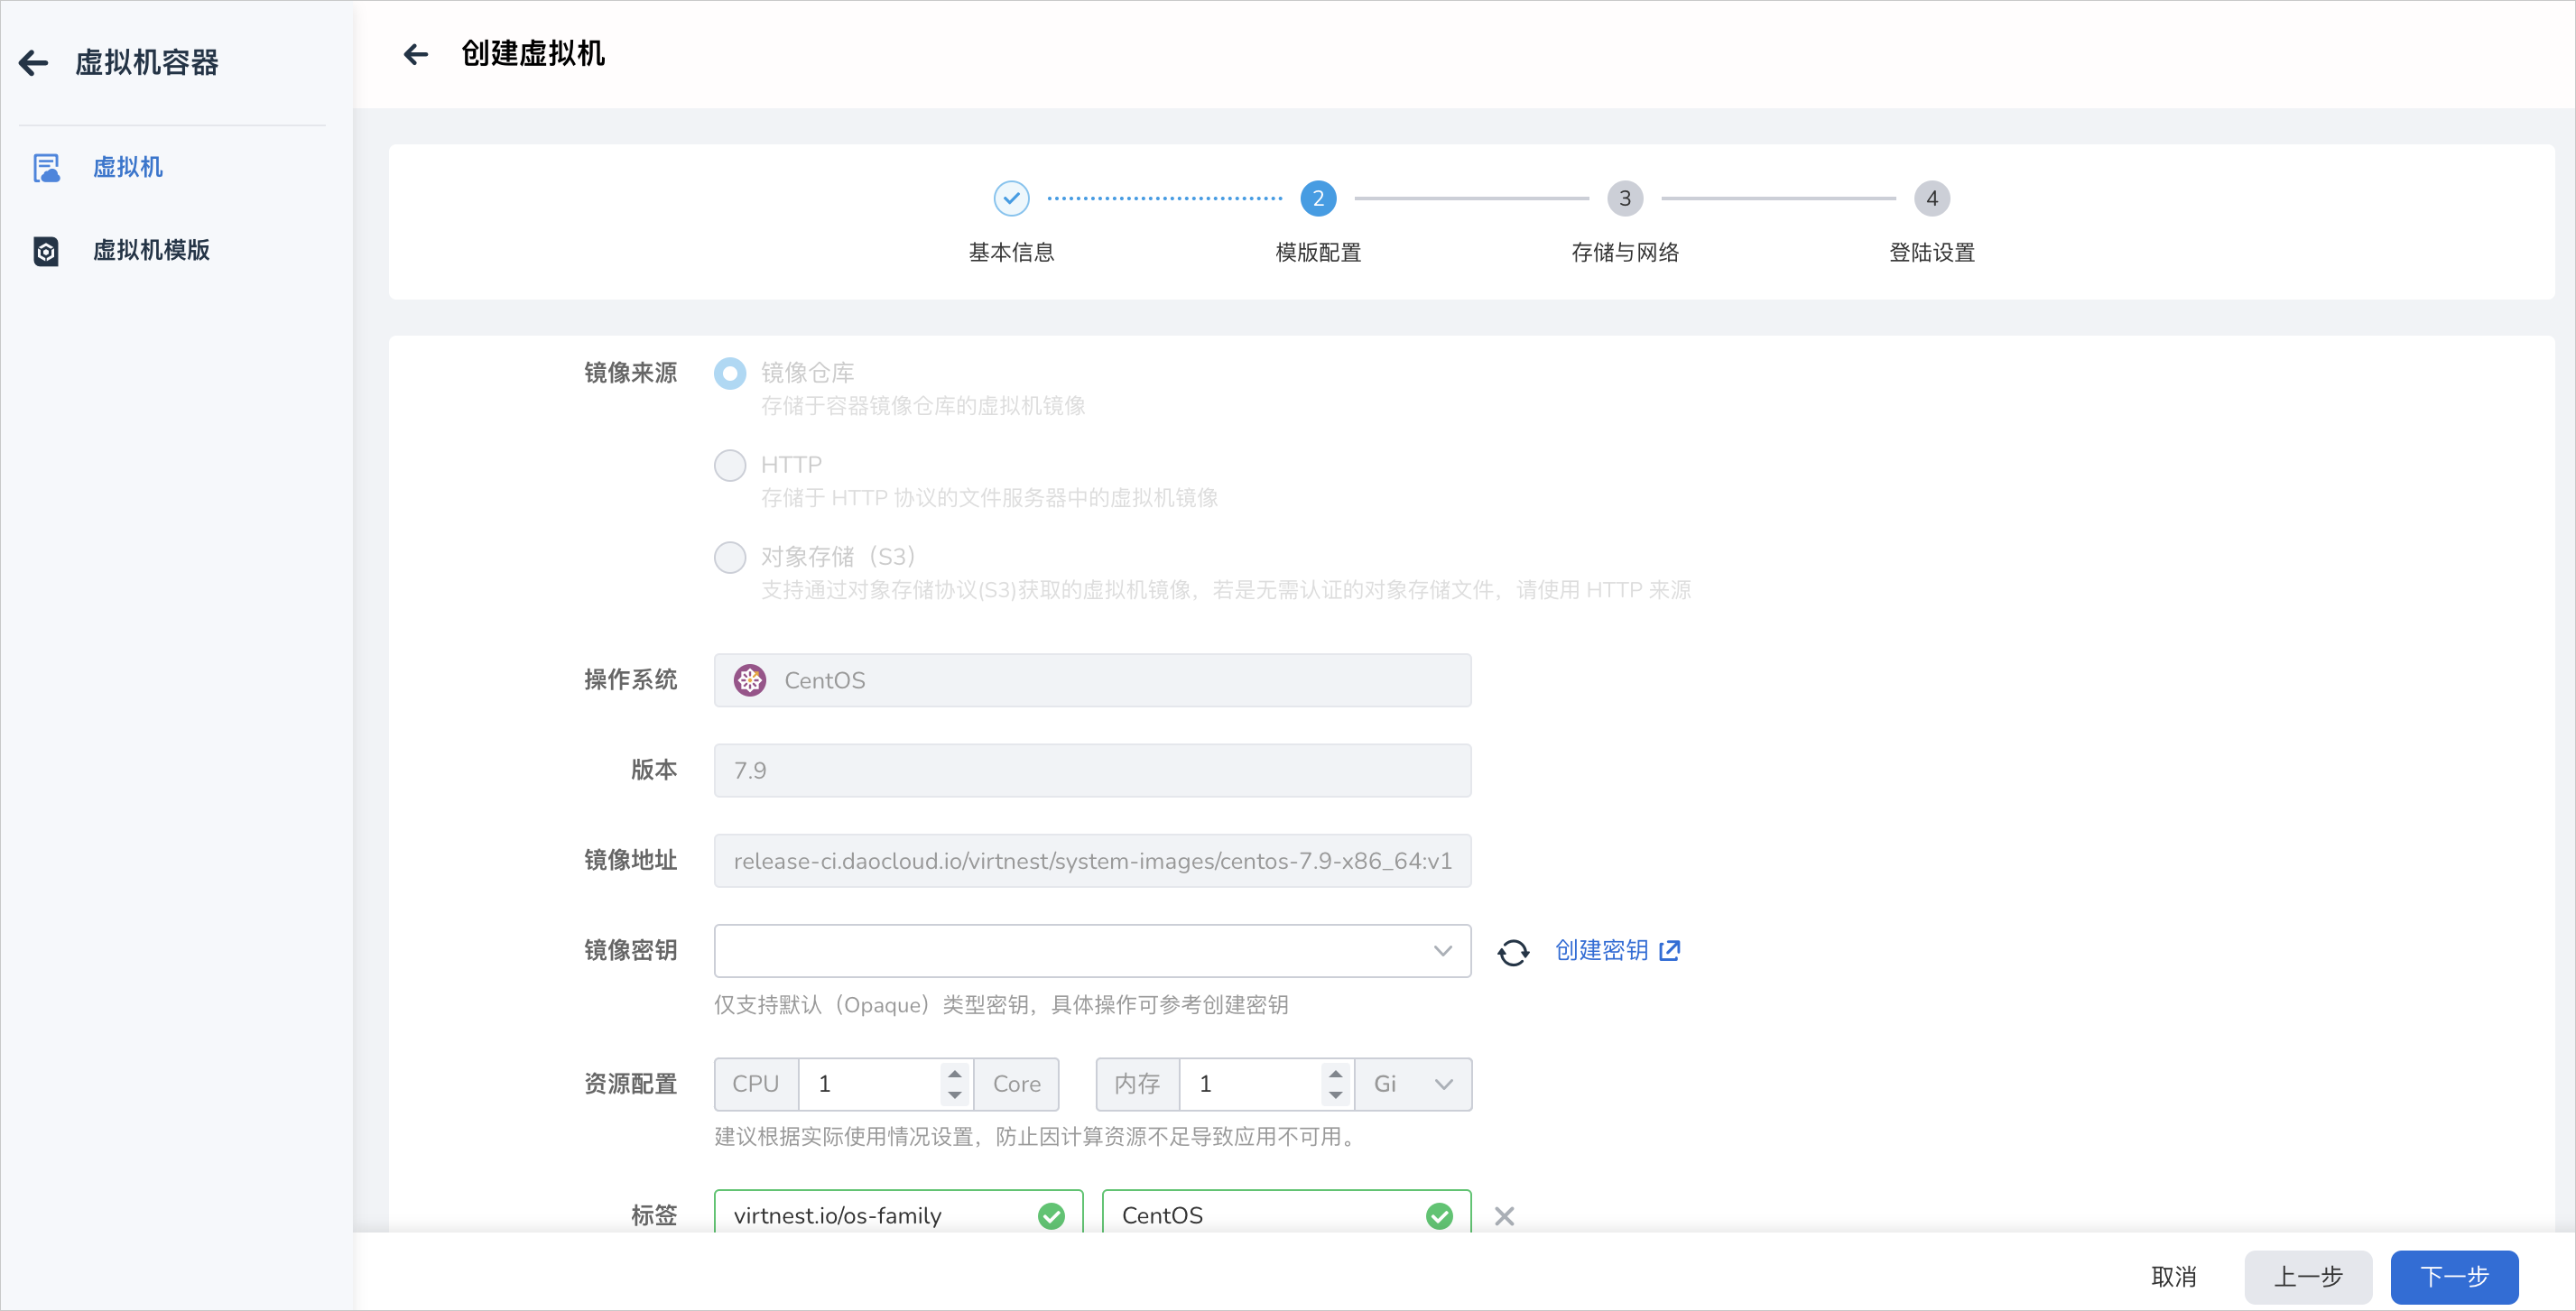 虚拟机容器
虚拟机
虚拟机模版
创建虚拟机
2
3
4
基本信息
模版配置
存储与网络
登陆设置
镜像来源
镜像仓库
存储于容器镜像仓库的虚拟机镜像
HTTP
存储于 HTTP 协议的文件服务器中的虚拟机镜像
对象存储（S3）
支持通过对象存储协议(S3)获取的虚拟机镜像，若是无需认证的对象存储文件，请使用 HTTP 来源
操作系统
CentOS
版本
7.9
镜像地址
release-ci.daocloud.io/virtnest/system-images/centos-7.9-x86_64:v1
镜像密钥
创建密钥
仅支持默认（Opaque）类型密钥，具体操作可参考创建密钥
资源配置
CPU 1 Core 内存 1 Gi
建议根据实际使用情况设置，防止因计算资源不足导致应用不可用。
标签
virtnest.io/os-family CentOS
取消 上一步 下一步